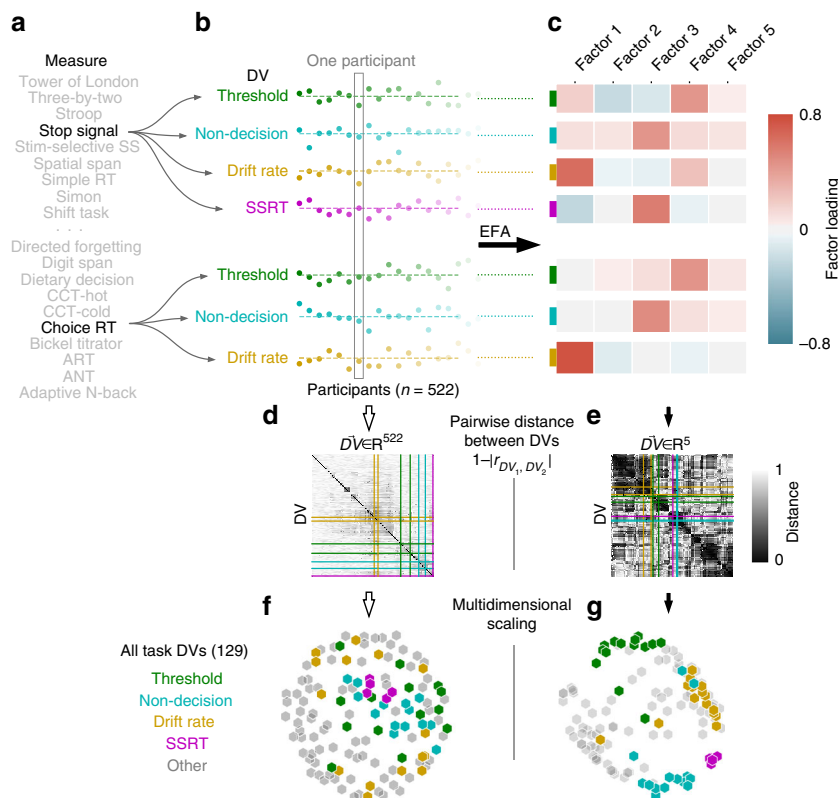 a
Measure
Tower of London
Three-by-two
Stroop
Stop signal
Stim-selective SS
Spatial span
Simple RT
Simon
Shift task
. . .
Directed forgetting
Digit span
Dietary decision
CCT-hot
CCT-cold
Choice RT
Bickel titrator
ART
ANT
Adaptive N-back
b
One participant
DV
Threshold
Non-decision
Drift rate
SSRT
Threshold
Non-decision
Drift rate
Participants (n = 522)
EFA
c
Factor 1
Factor 2
Factor 3
Factor 4
Factor 5
0.8
0
–0.8
Factor loading
d
DV⃗∈R^522
DV
Pairwise distance
between DVs
1–|r_DV₁, DV₂|
e
DV⃗∈R^5
DV
1
0
Distance
f
Multidimensional
scaling
g
All task DVs (129)
Threshold
Non-decision
Drift rate
SSRT
Other